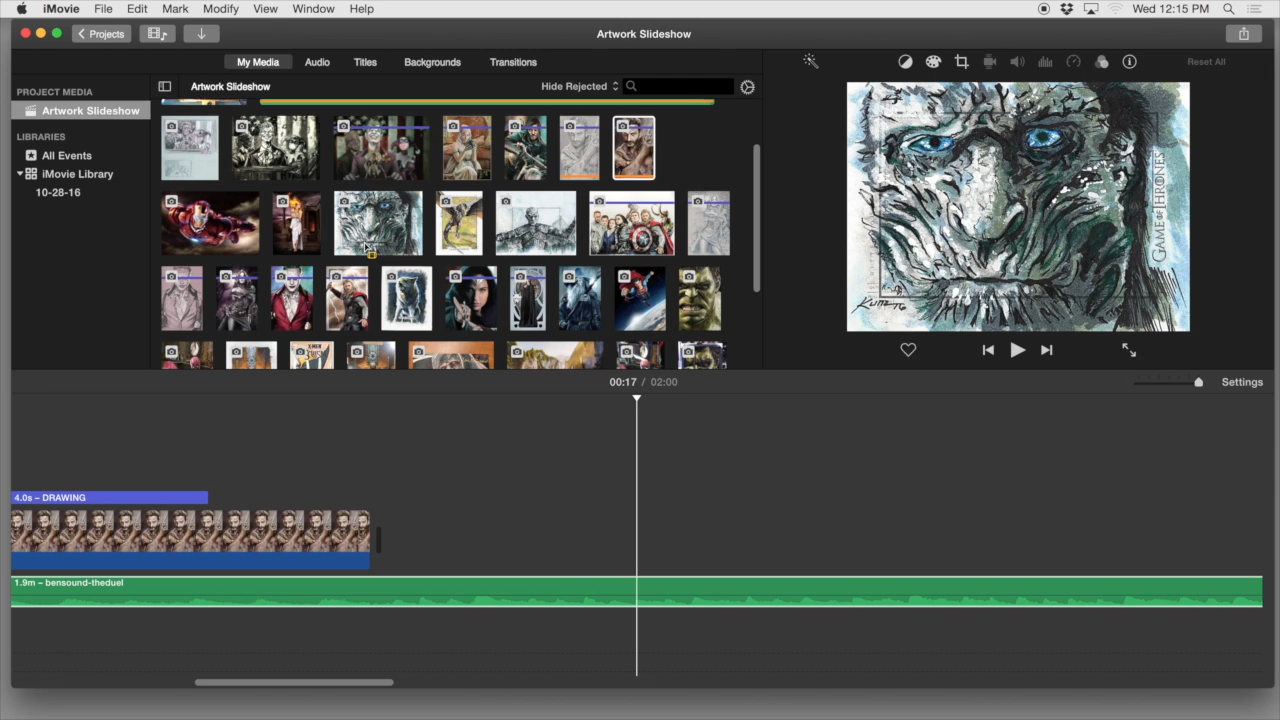 iMovie File Edit Mark Modify View Window Help
Wed 12:15 PM
Projects
Artwork Slideshow
My Media Audio Titles Backgrounds Transitions
Reset All
PROJECT MEDIA
Artwork Slideshow
Hide Rejected
Artwork Slideshow
LIBRARIES
All Events
iMovie Library
10-28-16
GAME OF THRONES
00:17 / 02:00
Settings
4.0s – DRAWING
1.9m – bensound-theduel